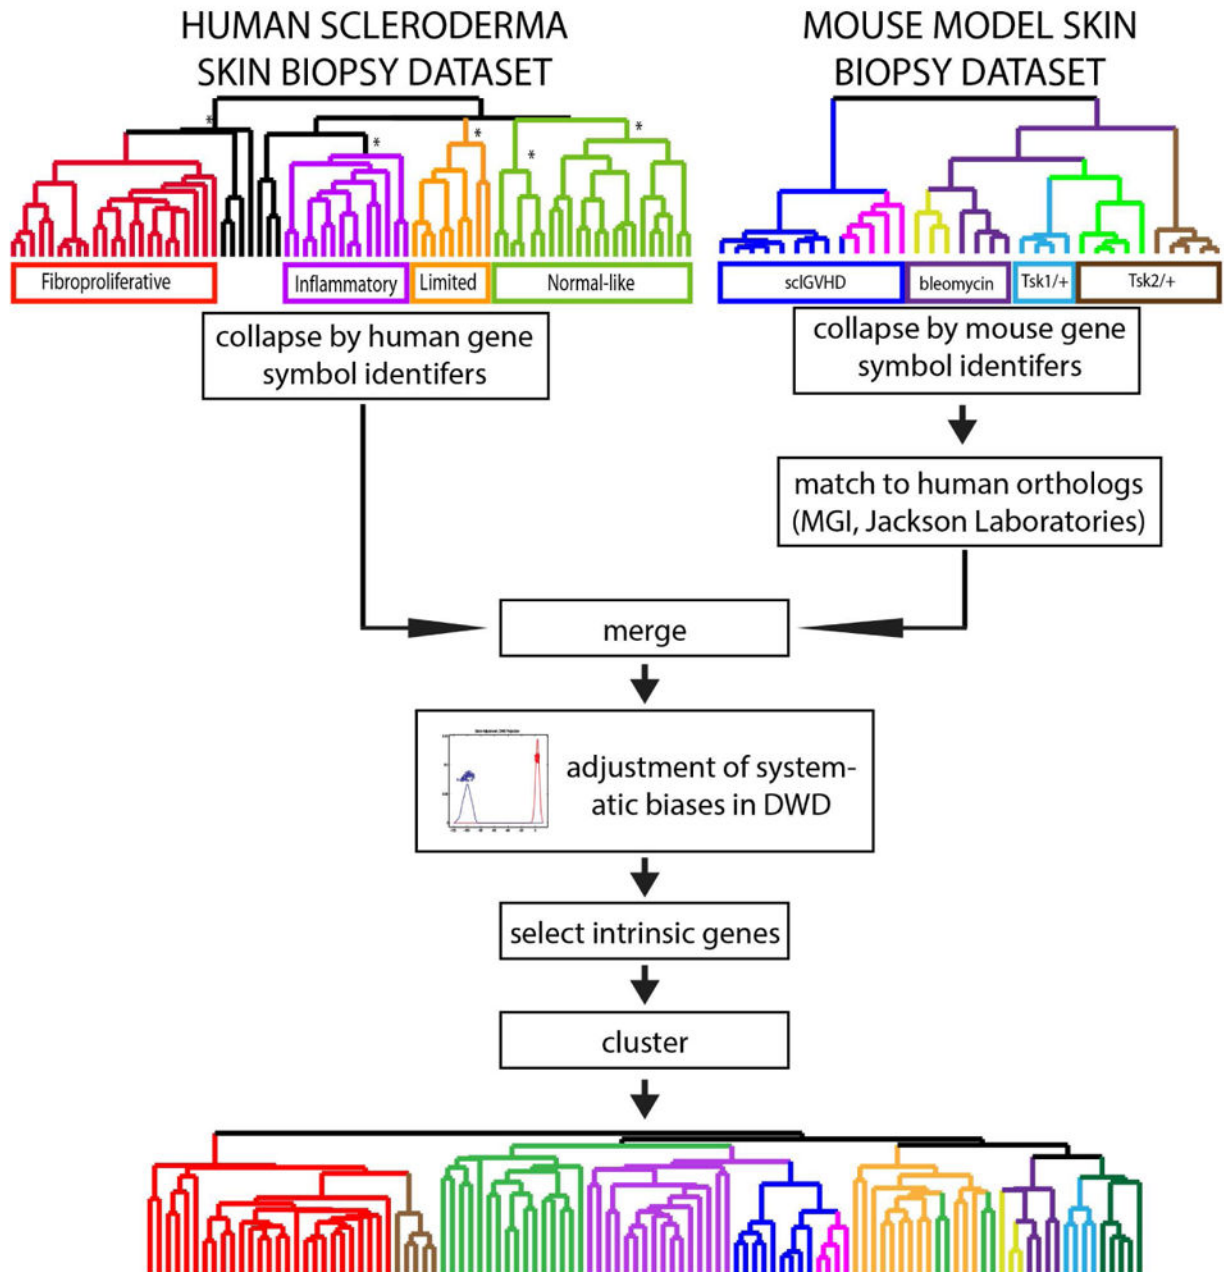 HUMAN SCLERODERMA
SKIN BIOPSY DATASET
MOUSE MODEL SKIN
BIOPSY DATASET
*
*
*
*
*
Fibroproliferative
Inflammatory
Limited
Normal-like
sclGVHD
bleomycin
Tsk1/+
Tsk2/+
collapse by human gene
symbol identifers
collapse by mouse gene
symbol identifers
match to human orthologs
(MGI, Jackson Laboratories)
merge
adjustment of system-
atic biases in DWD
select intrinsic genes
cluster